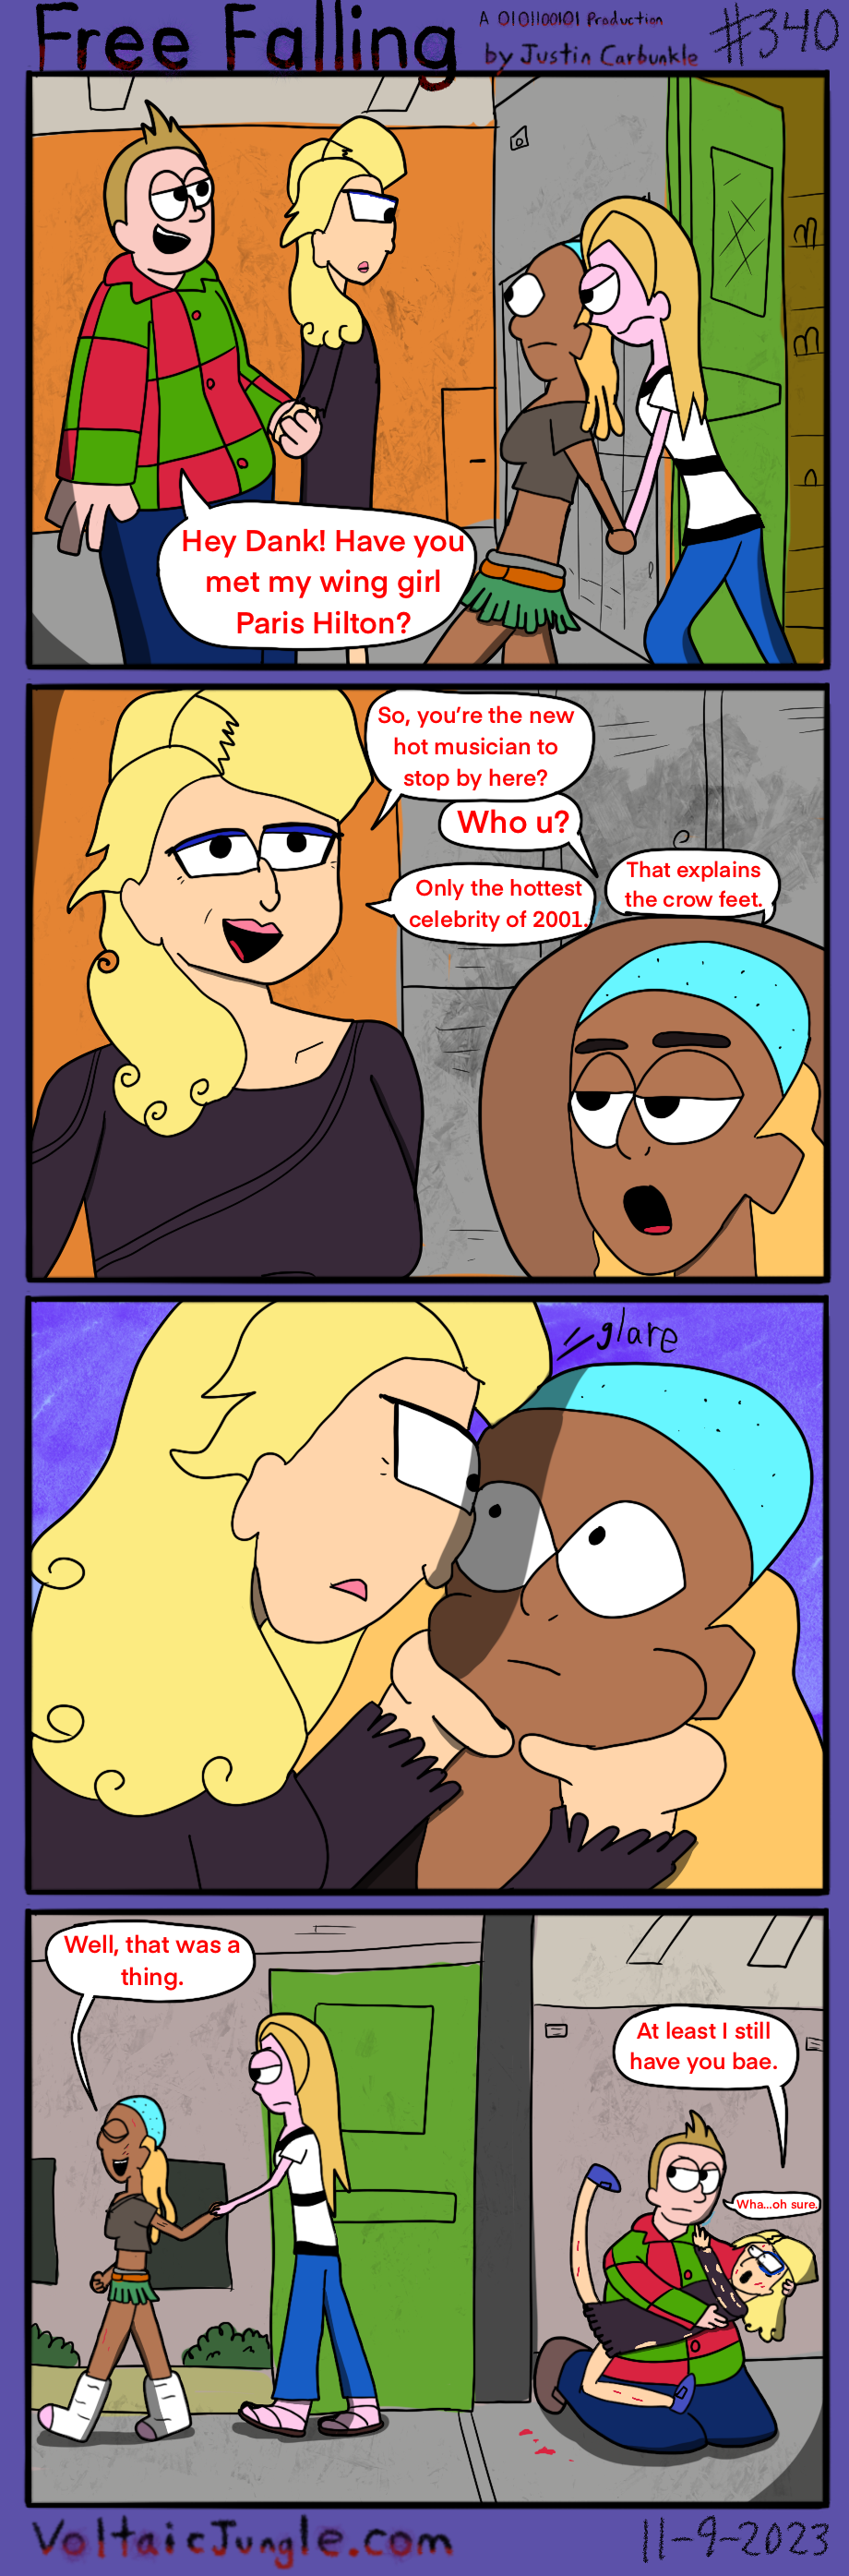 Free Falling
A 0101100101 Production
by Justin Carbunkle
#340
Hey Dank! Have you
met my wing girl
Paris Hilton?
So, you're the new
hot musician to
stop by here?
Who u?
Only the hottest
celebrity of 2001.
That explains
the crow feet.
glare
Well, that was a
thing.
At least I still
have you bae.
Wha...oh sure.
VoltaicJungle.com
11-9-2023